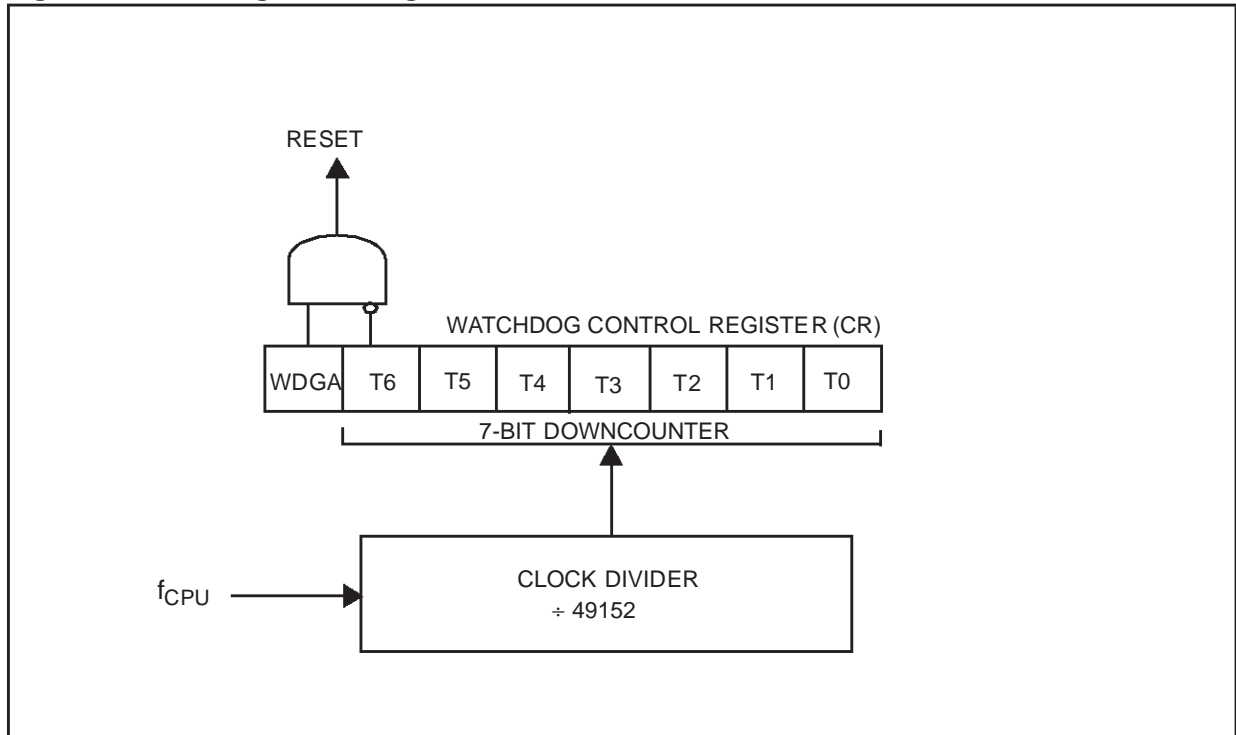 RESET
WATCHDOG CONTROL REGISTER (CR)
WDGA T6 T5 T4 T3 T2 T1 T0
7-BIT DOWNCOUNTER
fCPU
CLOCK DIVIDER
÷ 49152